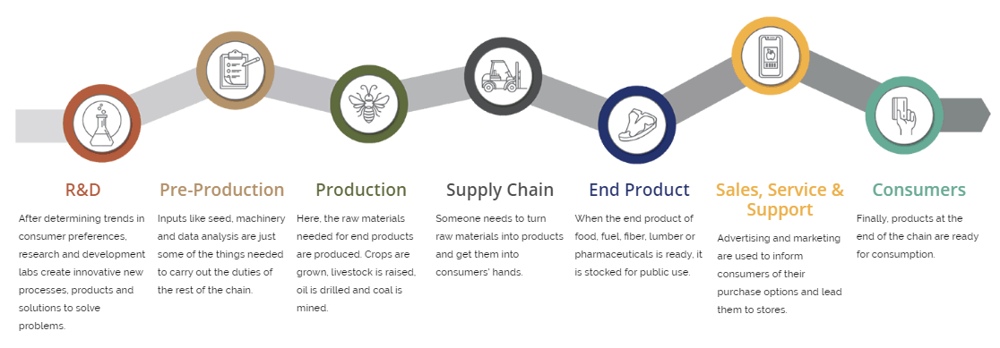 R&D
After determining trends in
consumer preferences,
research and development
labs create innovative new
processes, products and
solutions to solve
problems.
Pre-Production
Inputs like seed, machinery
and data analysis are just
some of the things needed
to carry out the duties of
the rest of the chain.
Production
Here, the raw materials
needed for end products
are produced. Crops are
grown, livestock is raised,
oil is drilled and coal is
mined.
Supply Chain
Someone needs to turn
raw materials into products
and get them into
consumers' hands.
End Product
When the end product of
food, fuel, fiber, lumber or
pharmaceuticals is ready, it
is stocked for public use.
Sales, Service &
Support
Advertising and marketing
are used to inform
consumers of their
purchase options and lead
them to stores.
Consumers
Finally, products at the
end of the chain are ready
for consumption.